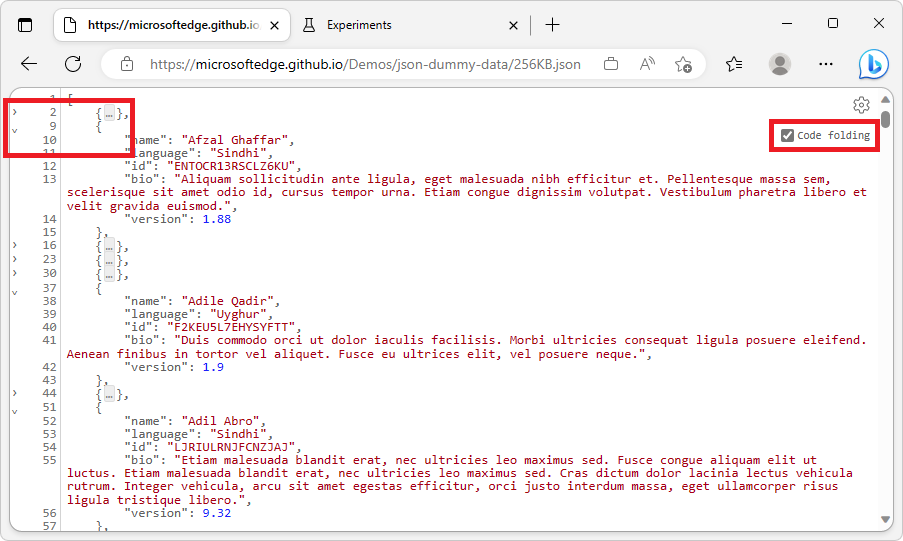 https://microsoftedge.github.io
Experiments
https://microsoftedge.github.io/Demos/json-dummy-data/256KB.json
1 [
2 {…},
9 {
10 "name": "Afzal Ghaffar",
11 "language": "Sindhi",
12 "id": "ENTOCR13RSCLZ6KU",
13 "bio": "Aliquam sollicitudin ante ligula, eget malesuada nibh efficitur et. Pellentesque massa sem,
scelerisque sit amet odio id, cursus tempor urna. Etiam congue dignissim volutpat. Vestibulum pharetra libero et
velit gravida euismod.",
14 "version": 1.88
15 },
16 {…},
23 {…},
30 {…},
37 {
38 "name": "Adile Qadir",
39 "language": "Uyghur",
40 "id": "F2KEU5L7EHYSYFTT",
41 "bio": "Duis commodo orci ut dolor iaculis facilisis. Morbi ultricies consequat ligula posuere eleifend.
Aenean finibus in tortor vel aliquet. Fusce eu ultrices elit, vel posuere neque.",
42 "version": 1.9
43 },
44 {…},
51 {
52 "name": "Adil Abro",
53 "language": "Sindhi",
54 "id": "LJRIULRNJFCNZJAJ",
55 "bio": "Etiam malesuada blandit erat, nec ultricies leo maximus sed. Fusce congue aliquam elit ut
luctus. Etiam malesuada blandit erat, nec ultricies leo maximus sed. Cras dictum dolor lacinia lectus vehicula
rutrum. Integer vehicula, arcu sit amet egestas efficitur, orci justo interdum massa, eget ullamcorper risus
ligula tristique libero.",
56 "version": 9.32
57 },
Code folding